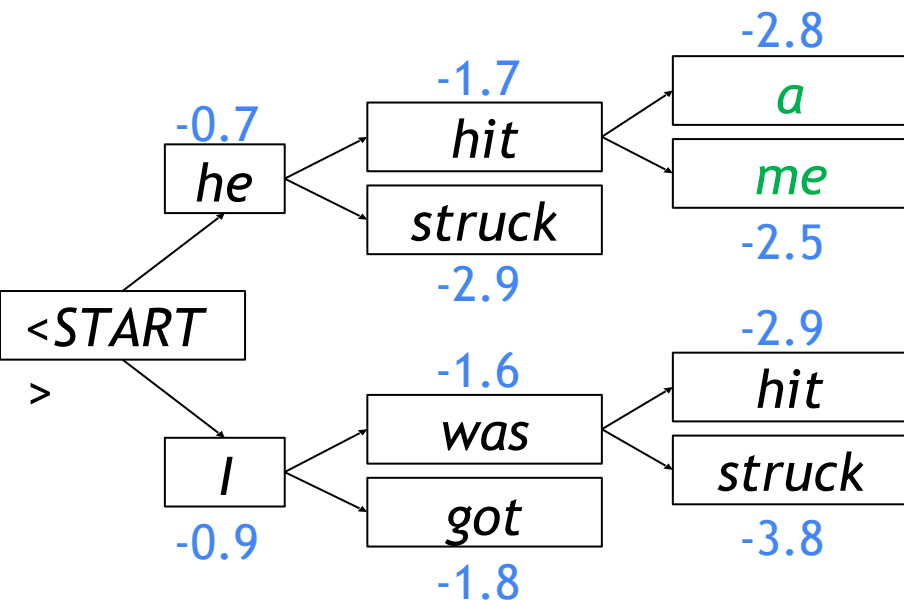 -2.8
a
-1.7
hit
me
-0.7
he
struck
-2.5
-2.9
<START
>
-2.9
hit
-1.6
was
struck
I
got
-0.9
-3.8
-1.8